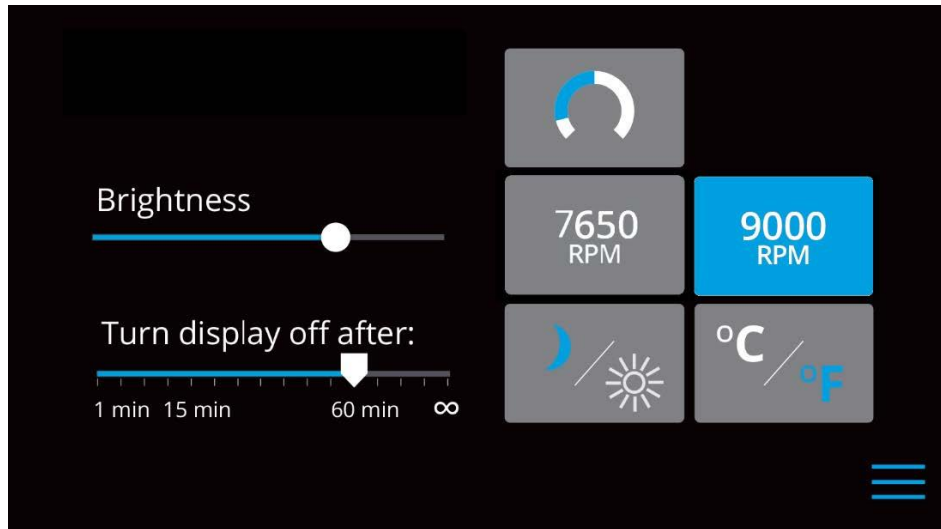 Brightness
Turn display off after:
1 min 15 min 60 min ∞
7650
RPM
9000
RPM
°C
°F